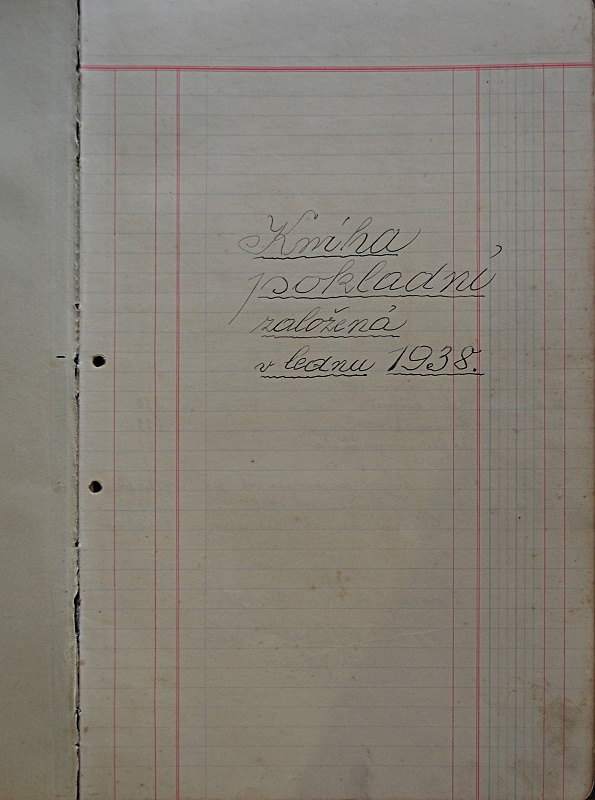 Kniha
pokladní
založená
v lednu 1938.